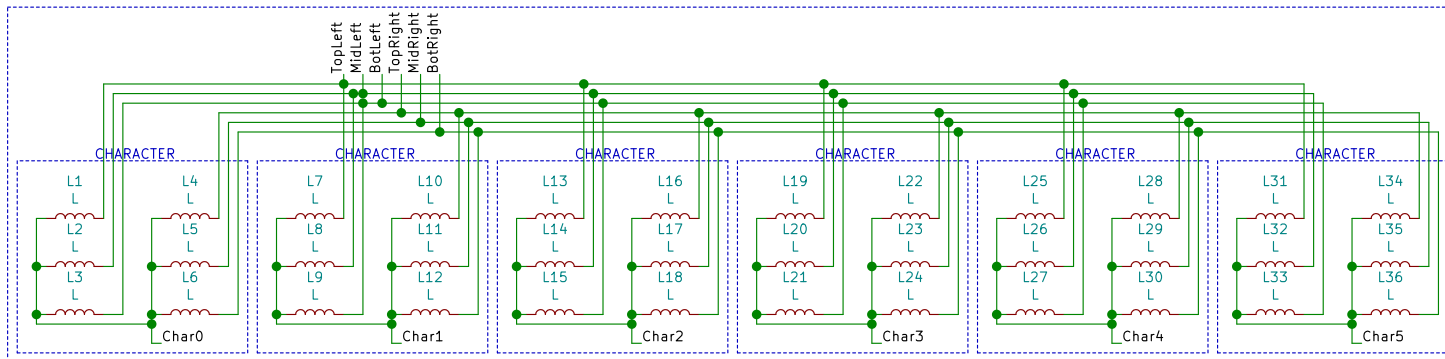 TopLeft
MidLeft
BotLeft
TopRight
MidRight
BotRight
CHARACTER CHARACTER CHARACTER CHARACTER CHARACTER CHARACTER
L1 L4 L7 L10 L13 L16 L19 L22 L25 L28 L31 L34
L L L L L L L L L L L L
L2 L5 L8 L11 L14 L17 L20 L23 L26 L29 L32 L35
L L L L L L L L L L L L
L3 L6 L9 L12 L15 L18 L21 L24 L27 L30 L33 L36
L L L L L L L L L L L L
Char0 Char1 Char2 Char3 Char4 Char5